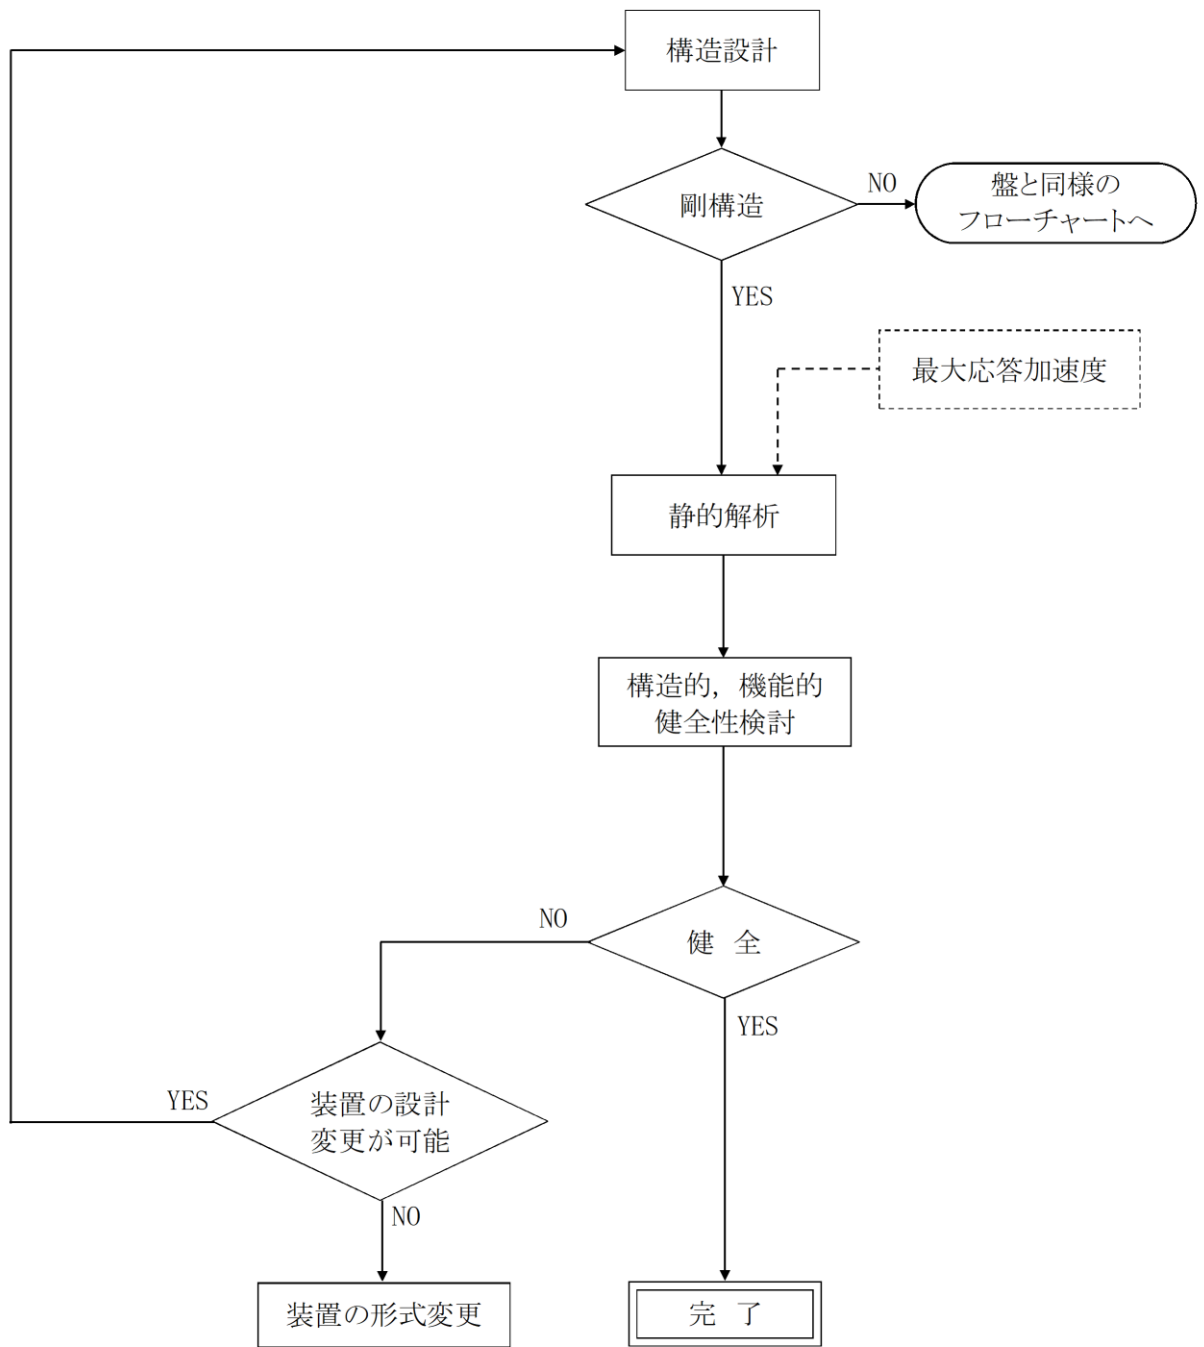 構造設計
剛構造
NO
盤と同様の
フローチャートへ
YES
最大応答加速度
静的解析
構造的，機能的
健全性検討
NO
健 全
YES
YES
装置の設計
変更が可能
NO
装置の形式変更
完 了